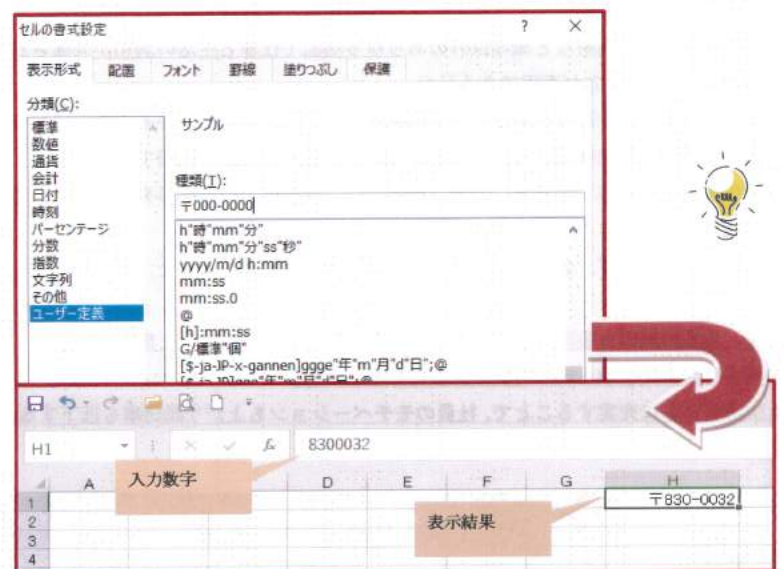 セルの書式設定 ? ×
表示形式 配置 フォント 罫線 塗りつぶし 保護
分類(C):
標準
数値
通貨
会計
日付
時刻
パーセンテージ
分数
指数
文字列
その他
ユーザー定義
サンプル
種類(T):
〒000-0000
h"時"mm"分"
h"時"mm"分"ss"秒"
yyyy/m/d h:mm
mm:ss
mm:ss.0
@
[h]:mm:ss
G/標準"個"
[$-ja-JP-x-gannen]ggge"年"m"月"d"日";@
[$-ja-JP]ggge"年"m"月"d"日";@
H1 fx 8300032
入力数字
A D E F G H
1 〒830-0032
表示結果
2
3
4